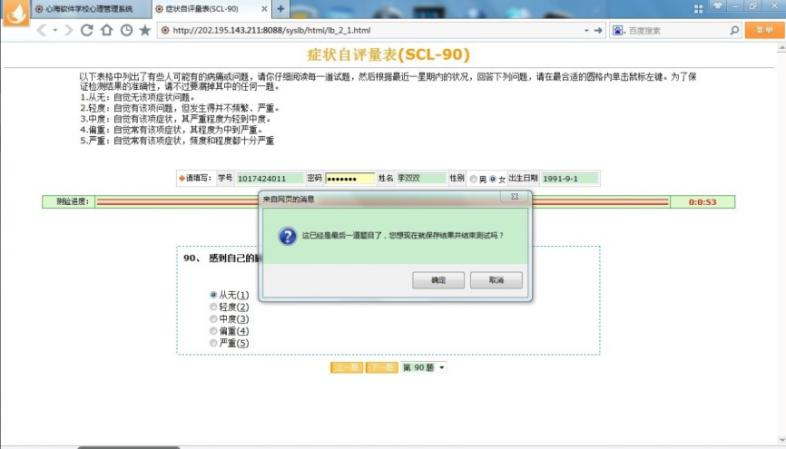 心海软件学校心理管理系统
症状自评量表(SCL-90)
http://202.195.143.211:8088/syslb/html/lb_2_1.html
百度搜索
菜单
症状自评量表(SCL-90)
以下表格中列出了有些人可能有的病痛或问题，请你仔细阅读每一道试题，然后根据最近一星期内的状况，回答下列问题，请在最合适的圆格内单击鼠标左键。为了保
证检测结果的准确性，请不过要漏掉其中的任何一题。
1.从无：自觉无该项症状问题。
2.轻度：自觉有该项问题，但发生得并不频繁、严重。
3.中度：自觉有该项症状，其严重程度为轻到中度。
4.偏重：自觉常有该项症状，其程度为中到严重。
5.严重：自觉常有该项症状，频度和程度都十分严重
◆请填写： 学号 1017424011 密码 ••••••• 姓名 李双双 性别 男 女 出生日期 1991-9-1
测验进度： 0:0:53
来自网页的消息
这已经是最后一道题目了，您想现在就保存结果并结束测试吗？
确定 取消
90、 感到自己的
从无(1)
轻度(2)
中度(3)
偏重(4)
严重(5)
上一题 下一题 第 90 题